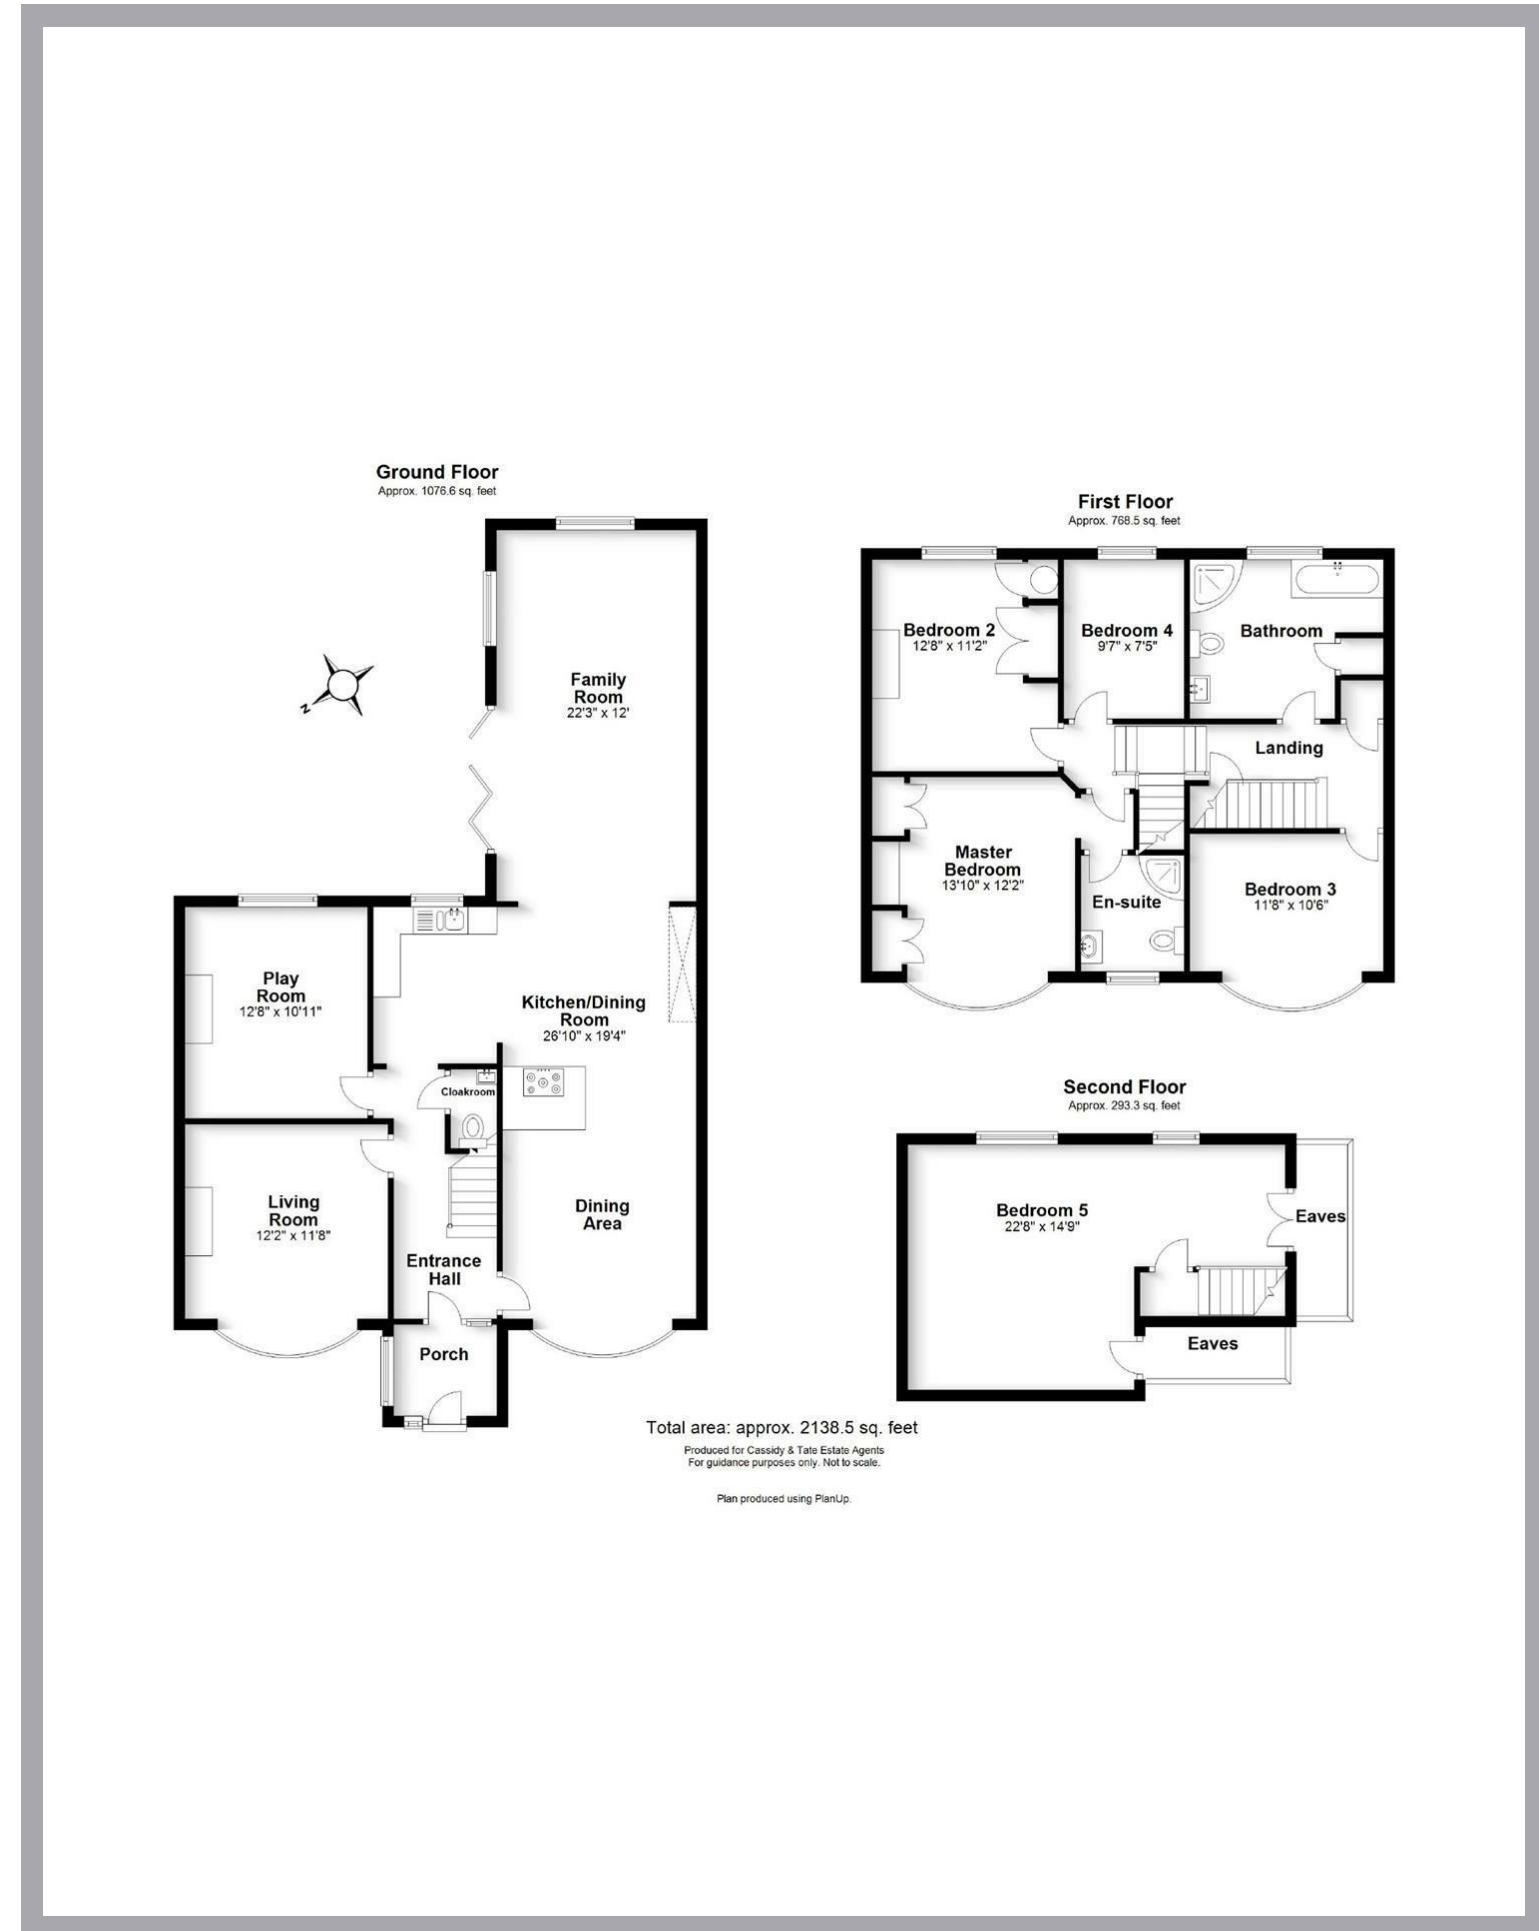 Ground Floor
Approx. 1076.6 sq. feet
Family
Room
22'3" x 12'
N
Play
Room
12'8" x 10'11"
Kitchen/Dining
Room
26'10" x 19'4"
Cloakroom
Living
Room
12'2" x 11'8"
Dining
Area
Entrance
Hall
Porch
First Floor
Approx. 768.5 sq. feet
Bedroom 2
12'8" x 11'2"
Bedroom 4
9'7" x 7'5"
Bathroom
Landing
Master
Bedroom
13'10" x 12'2"
En-suite
Bedroom 3
11'8" x 10'6"
Second Floor
Approx. 293.3 sq. feet
Bedroom 5
22'8" x 14'9"
Eaves
Eaves
Total area: approx. 2138.5 sq. feet
Produced for Cassidy & Tate Estate Agents
For guidance purposes only. Not to scale.
Plan produced using PlanUp.